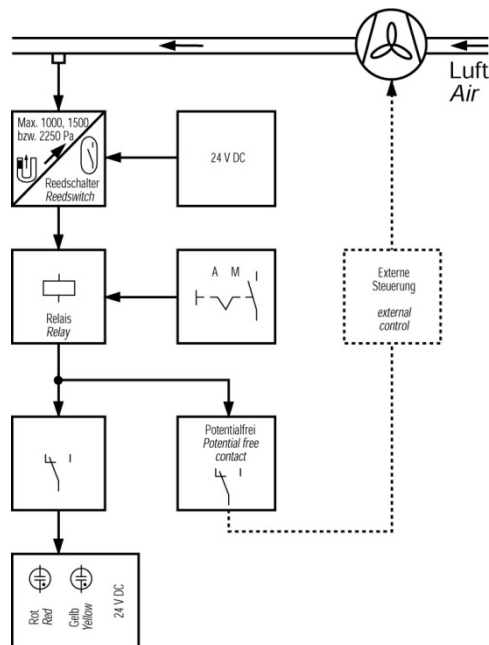 Luft
Air
Max. 1000, 1500
bzw. 2250 Pa
Reedschalter
Reedswitch
24 V DC
A M
Relais
Relay
Externe
Steuerung
external
control
Potentialfrei
Potential free
contact
Rot
Red
Gelb
Yellow
24 V DC